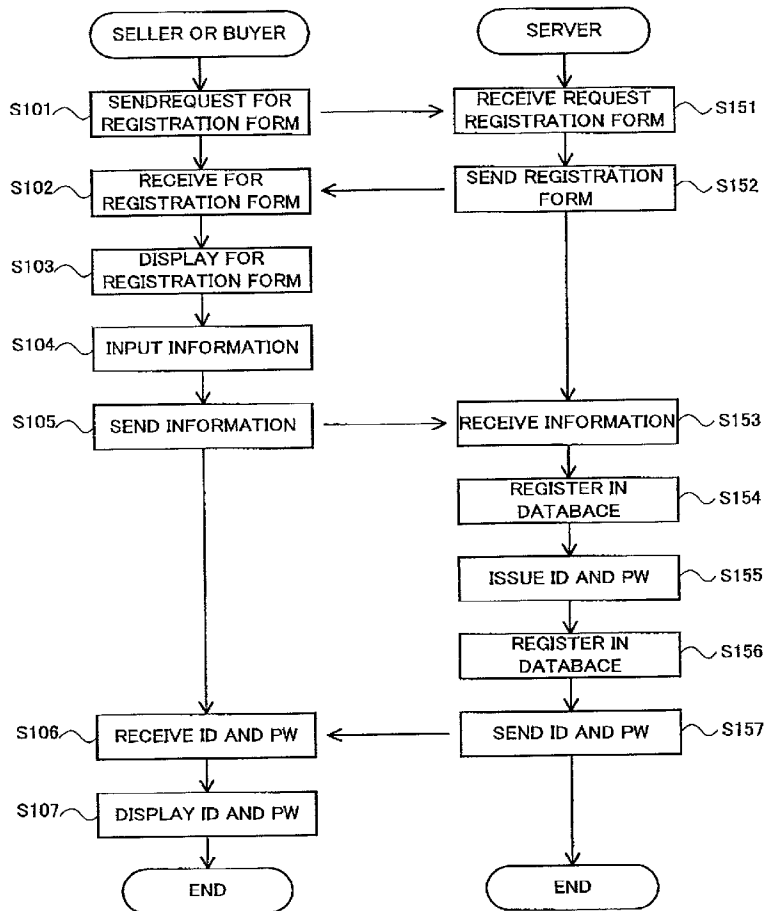 SELLER OR BUYER
SERVER
S101
SENDREQUEST FOR
REGISTRATION FORM
RECEIVE REQUEST
REGISTRATION FORM
S151
S102
RECEIVE FOR
REGISTRATION FORM
SEND REGISTRATION
FORM
S152
S103
DISPLAY FOR
REGISTRATION FORM
S104
INPUT INFORMATION
S105
SEND INFORMATION
RECEIVE INFORMATION
S153
REGISTER IN
DATABACE
S154
ISSUE ID AND PW
S155
REGISTER IN
DATABACE
S156
S106
RECEIVE ID AND PW
SEND ID AND PW
S157
S107
DISPLAY ID AND PW
END
END